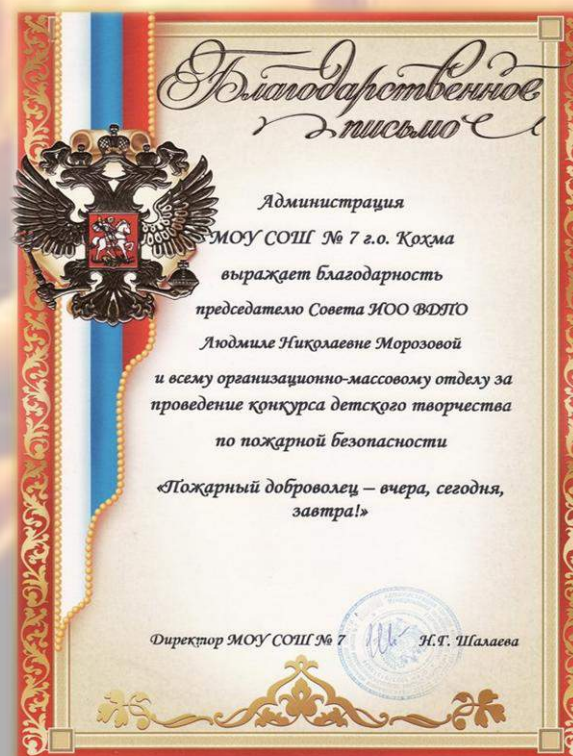 Благодарственное
письмо
Администрация
МОУ СОШ № 7 г.о. Кохма
выражает благодарность
председателю Совета ИОО ВДПО
Людмиле Николаевне Морозовой
и всему организационно-массовому отделу за
проведение конкурса детского творчества
по пожарной безопасности
«Пожарный доброволец – вчера, сегодня,
завтра!»
Директор МОУ СОШ № 7 Н.Г. Шалаева